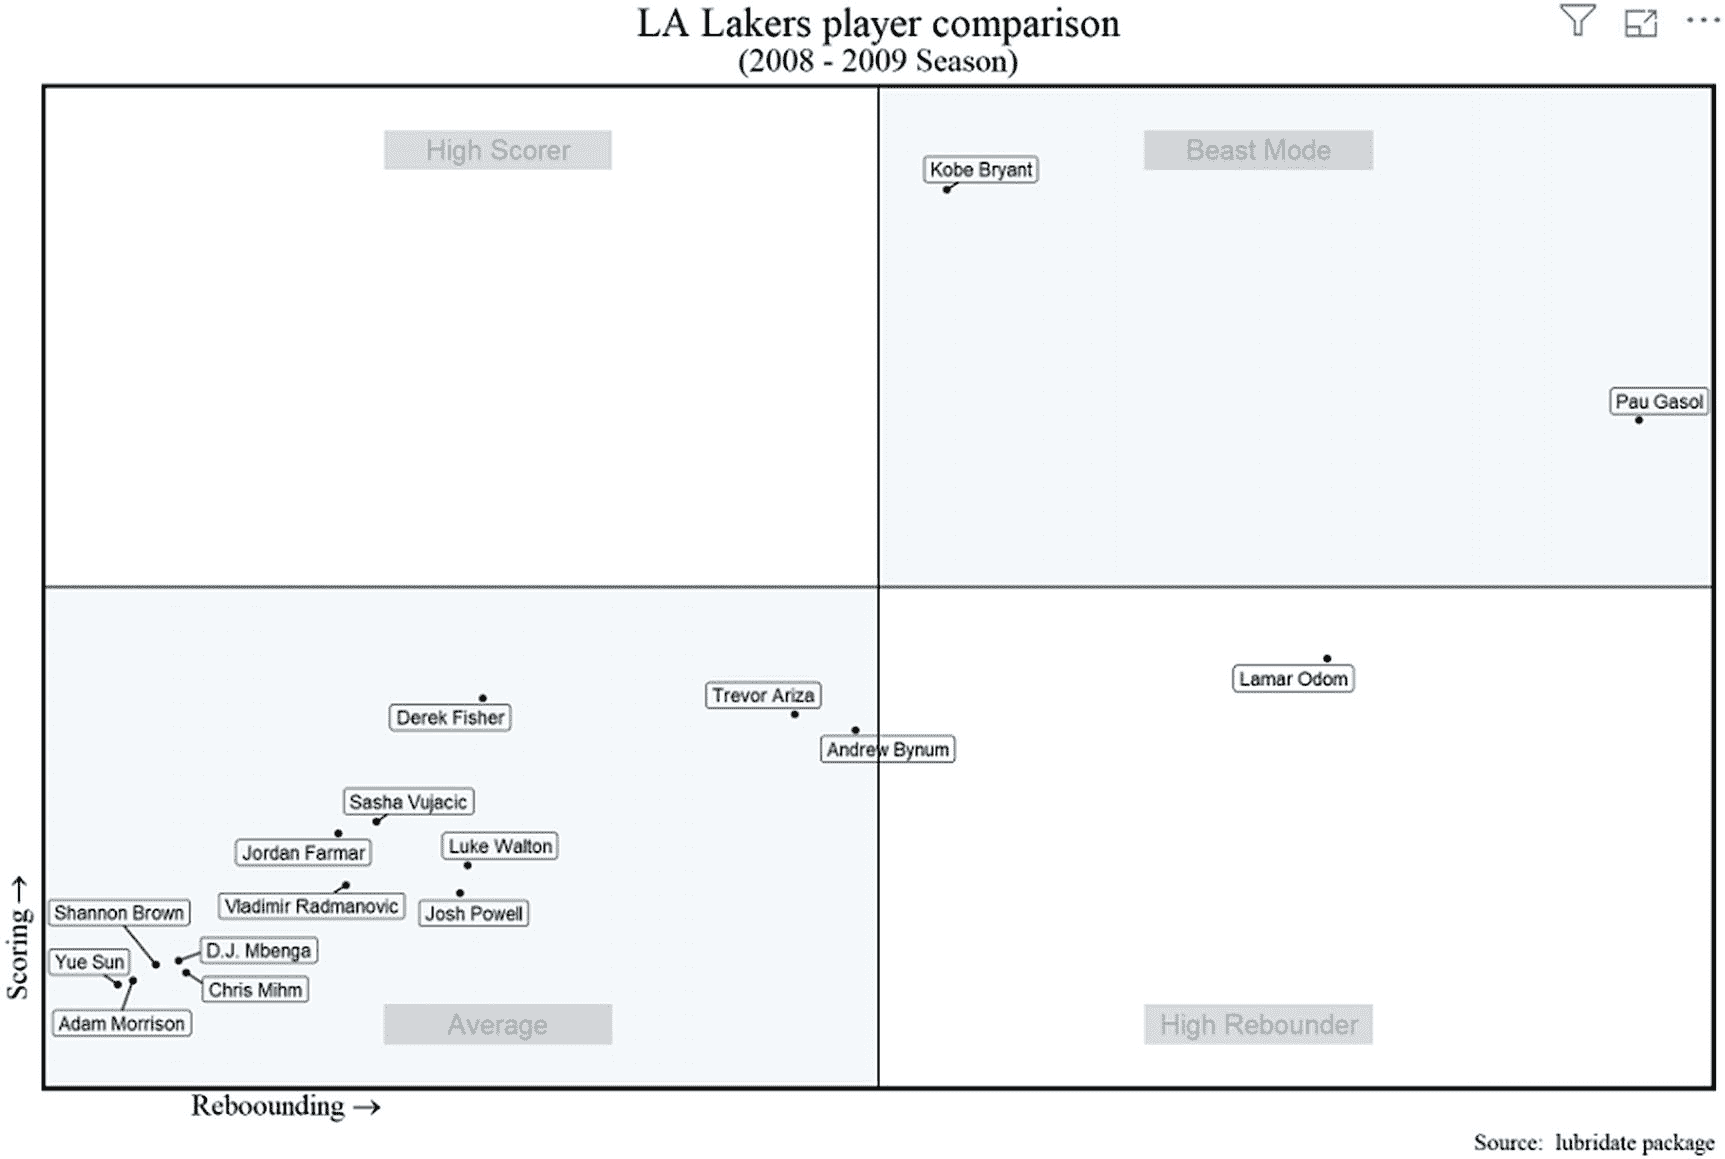 LA Lakers player comparison
(2008 - 2009 Season)
High Scorer
Beast Mode
Kobe Bryant
Pau Gasol
Lamar Odom
Trevor Ariza
Derek Fisher
Andrew Bynum
Sasha Vujacic
Luke Walton
Jordan Farmar
Vladimir Radmanovic
Josh Powell
Shannon Brown
D.J. Mbenga
Yue Sun
Chris Mihm
Adam Morrison
Average
High Rebounder
Scoring →
Reboounding →
Source: lubridate package